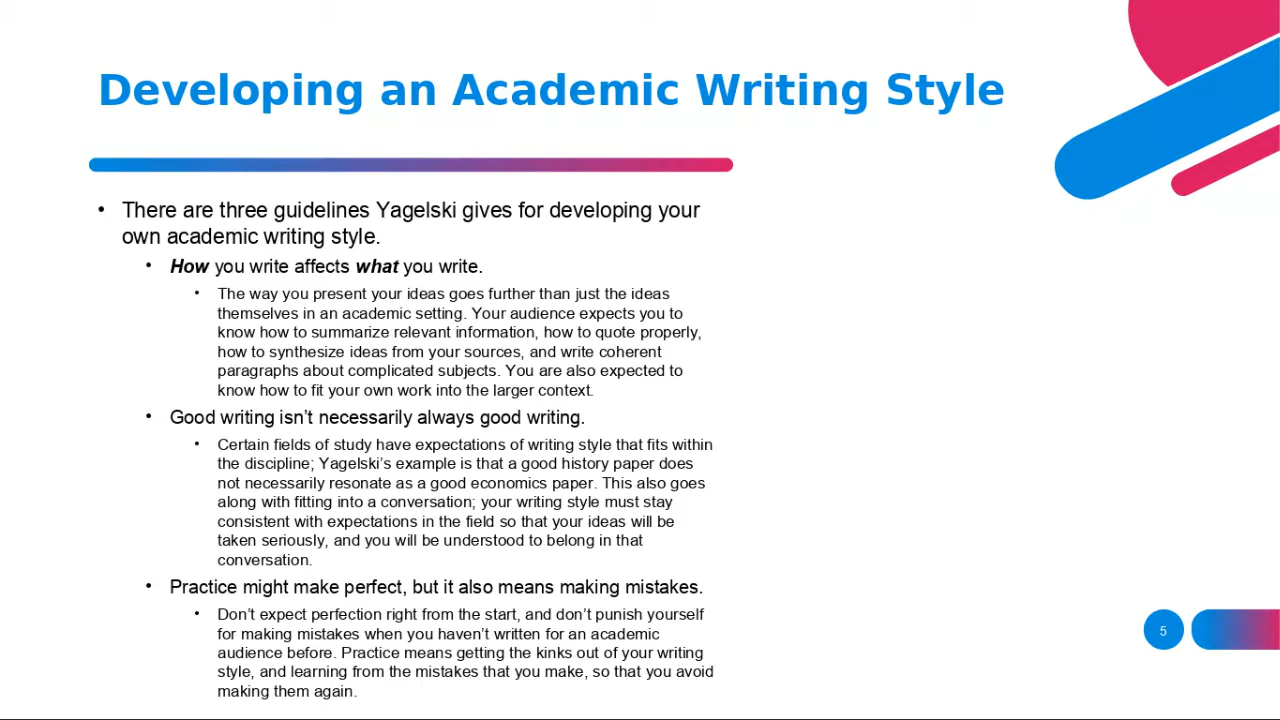 Developing an Academic Writing Style
• There are three guidelines Yagelski gives for developing your
own academic writing style.
• How you write affects what you write.
• The way you present your ideas goes further than just the ideas
themselves in an academic setting. Your audience expects you to
know how to summarize relevant information, how to quote properly,
how to synthesize ideas from your sources, and write coherent
paragraphs about complicated subjects. You are also expected to
know how to fit your own work into the larger context.
• Good writing isn’t necessarily always good writing.
• Certain fields of study have expectations of writing style that fits within
the discipline; Yagelski’s example is that a good history paper does
not necessarily resonate as a good economics paper. This also goes
along with fitting into a conversation; your writing style must stay
consistent with expectations in the field so that your ideas will be
taken seriously, and you will be understood to belong in that
conversation.
• Practice might make perfect, but it also means making mistakes.
• Don’t expect perfection right from the start, and don’t punish yourself
for making mistakes when you haven’t written for an academic
audience before. Practice means getting the kinks out of your writing
style, and learning from the mistakes that you make, so that you avoid
making them again.
5